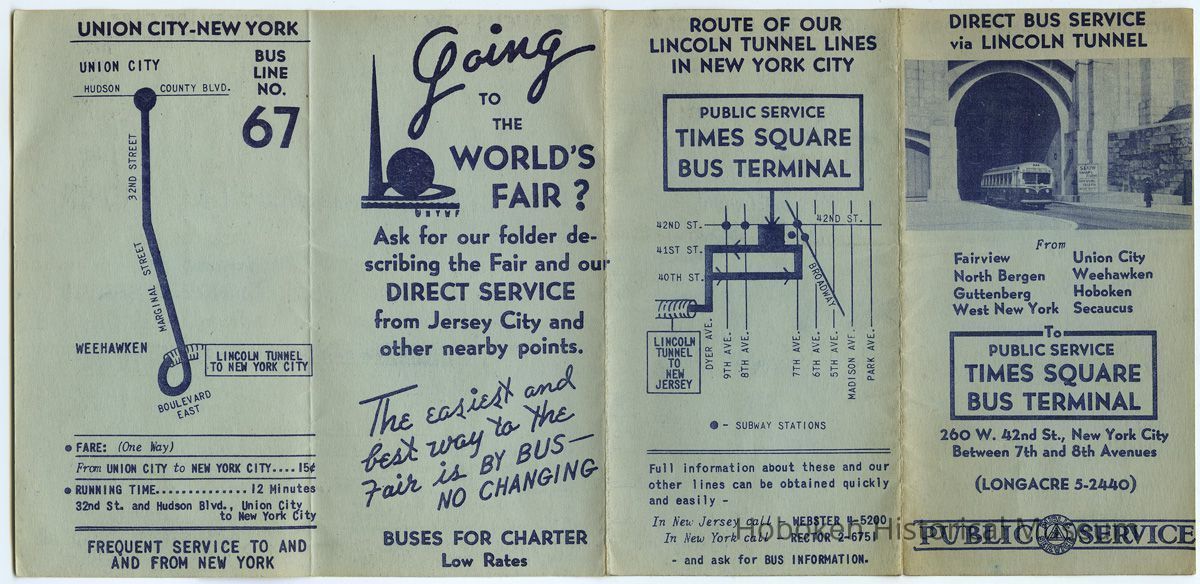 UNION CITY-NEW YORK
UNION CITY
BUS
LINE
NO.
67
HUDSON COUNTY BLVD.
32ND STREET
MARGINAL STREET
WEEHAWKEN
LINCOLN TUNNEL
TO NEW YORK CITY
BOULEVARD
EAST
FARE: (One Way)
From UNION CITY to NEW YORK CITY....15¢
RUNNING TIME..............12 Minutes
32nd St. and Hudson Blvd., Union City
to New York City
FREQUENT SERVICE TO AND
AND FROM NEW YORK
Going
TO
THE
WORLD'S
FAIR?
NYWF
Ask for our folder de-
scribing the Fair and our
DIRECT SERVICE
from Jersey City and
other nearby points.
The easiest and
best way to the
Fair is BY BUS—
NO CHANGING
BUSES FOR CHARTER
Low Rates
ROUTE OF OUR
LINCOLN TUNNEL LINES
IN NEW YORK CITY
PUBLIC SERVICE
TIMES SQUARE
BUS TERMINAL
42ND ST.
42ND ST.
41ST ST.
40TH ST.
BROADWAY
LINCOLN
TUNNEL
TO
NEW
JERSEY
DYER AVE.
9TH AVE.
8TH AVE.
7TH AVE.
6TH AVE.
5TH AVE.
MADISON AVE.
PARK AVE.
- SUBWAY STATIONS
Full information about these and our
other lines can be obtained quickly
and easily -
In New Jersey call - WEBSTER 4-5200
In New York call - RECTOR 2-6751
- and ask for BUS INFORMATION.
DIRECT BUS SERVICE
via LINCOLN TUNNEL
From
Fairview
North Bergen
Guttenberg
West New York
Union City
Weehawken
Hoboken
Secaucus
To
PUBLIC SERVICE
TIMES SQUARE
BUS TERMINAL
260 W. 42nd St., New York City
Between 7th and 8th Avenues
(LONGACRE 5-2440)
PUBLIC SERVICE
Hoboken Historical Museum